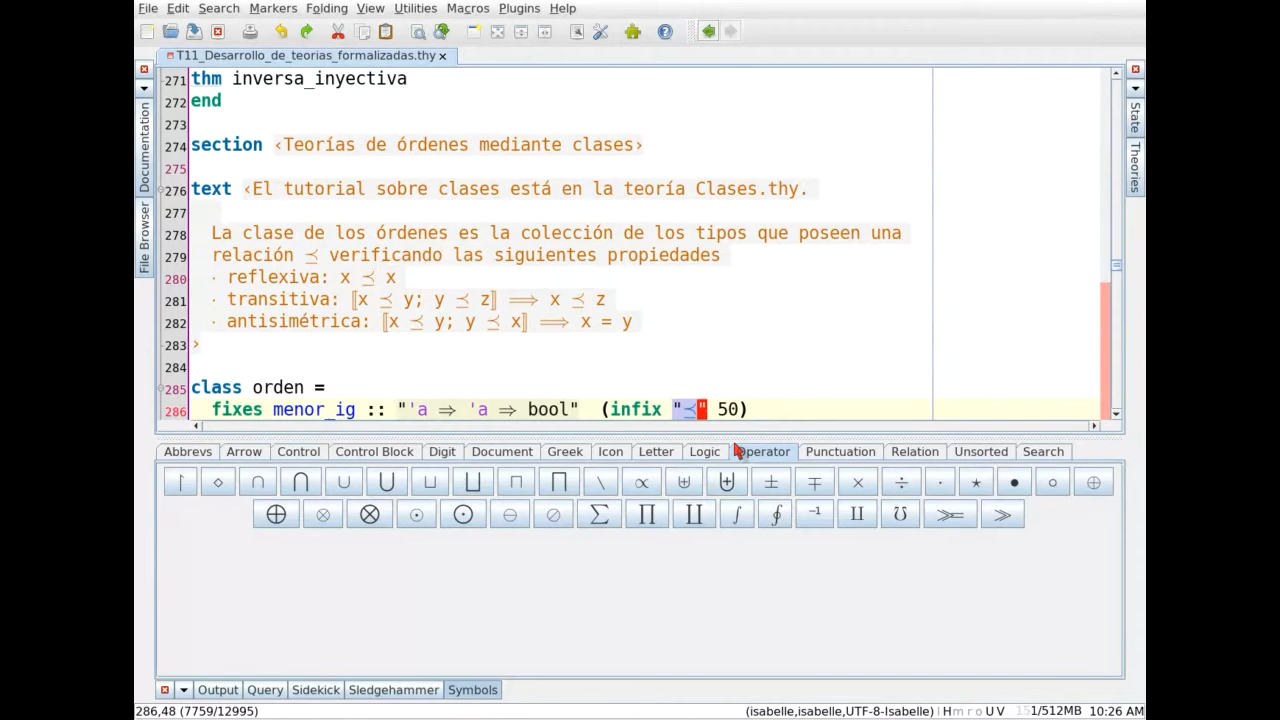 File Edit Search Markers Folding View Utilities Macros Plugins Help
T11_Desarrollo_de_teorias_formalizadas.thy
271 thm inversa_inyectiva
272 end
273
274 section ‹Teorías de órdenes mediante clases›
275
276 text ‹El tutorial sobre clases está en la teoría Clases.thy.
277
278 La clase de los órdenes es la colección de los tipos que poseen una
279 relación ⪯ verificando las siguientes propiedades
280 · reflexiva: x ⪯ x
281 · transitiva: ⟦x ⪯ y; y ⪯ z⟧ ⟹ x ⪯ z
282 · antisimétrica: ⟦x ⪯ y; y ⪯ x⟧ ⟹ x = y
283 ›
284
285 class orden =
286 fixes menor_ig :: "'a ⇒ 'a ⇒ bool" (infix "⪯" 50)
Documentation
File Browser
State
Theories
Abbrevs Arrow Control Control Block Digit Document Greek Icon Letter Logic Operator Punctuation Relation Unsorted Search
↾ ⋄ ∩ ⋂ ∪ ⋃ ⊔ ⨆ ⊓ ⨅ ∖ ∝ ⊎ ⨄ ± ∓ × ÷ ⋅ ⋆ ∙ ∘ ⊕
⨁ ⊗ ⨂ ⊙ ⨀ ⊖ ⊘ ∑ ∏ ∐ ∫ ∮ ⁻¹ ⨿ ℧ ⪢= ≫
Output Query Sidekick Sledgehammer Symbols
286,48 (7759/12995) (isabelle,isabelle,UTF-8-Isabelle) H m r o U V 151/512MB 10:26 AM